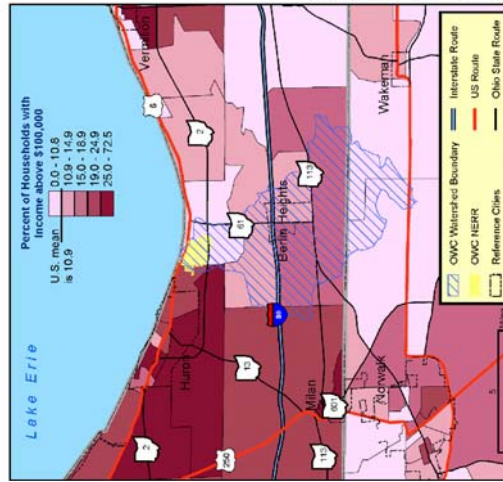 Lake Erie
Percent of Households with
Income above $100,000
U.S. mean
is 10.9
0.0 - 10.8
10.9 - 14.9
15.0 - 18.9
19.0 - 24.9
25.0 - 72.5
Vermilion
6
2
2
Huron
61
13
Berlin Heights
113
250
Milan
601
113
Norwalk
Wakeman
OWC Watershed Boundary
OWC NERR
Reference Cities
Interstate Route
US Route
Ohio State Route